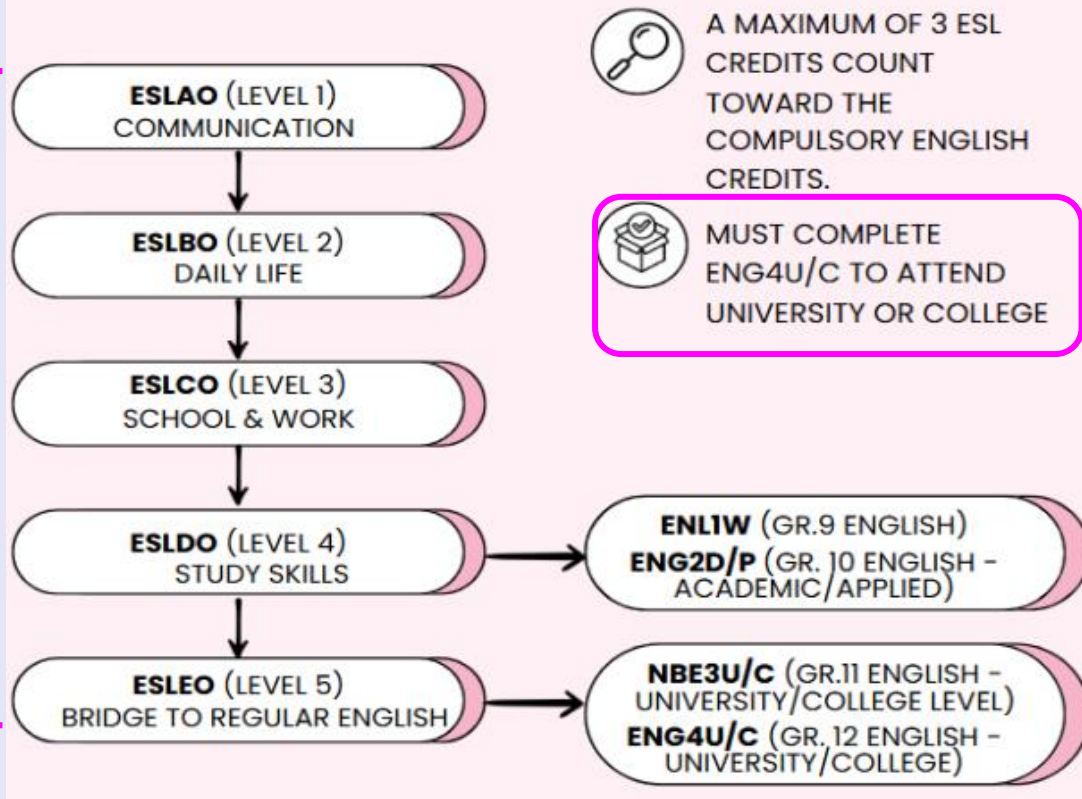 A MAXIMUM OF 3 ESL
CREDITS COUNT
TOWARD THE
COMPULSORY ENGLISH
CREDITS.
MUST COMPLETE
ENG4U/C TO ATTEND
UNIVERSITY OR COLLEGE
ESLAO (LEVEL 1)
COMMUNICATION
ESLBO (LEVEL 2)
DAILY LIFE
ESLCO (LEVEL 3)
SCHOOL & WORK
ESLDO (LEVEL 4)
STUDY SKILLS
ENL1W (GR.9 ENGLISH)
ENG2D/P (GR. 10 ENGLISH -
ACADEMIC/APPLIED)
ESLEO (LEVEL 5)
BRIDGE TO REGULAR ENGLISH
NBE3U/C (GR.11 ENGLISH -
UNIVERSITY/COLLEGE LEVEL)
ENG4U/C (GR. 12 ENGLISH -
UNIVERSITY/COLLEGE)